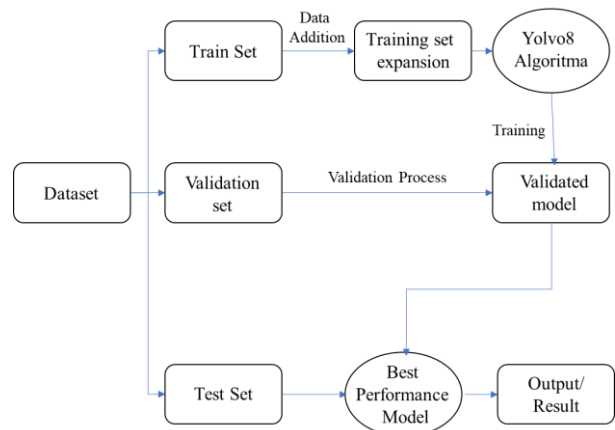 Data
Addition
Train Set
Training set
expansion
Yolvo8
Algoritma
Training
Dataset
Validation
set
Validation Process
Validated
model
Test Set
Best
Performance
Model
Output/
Result